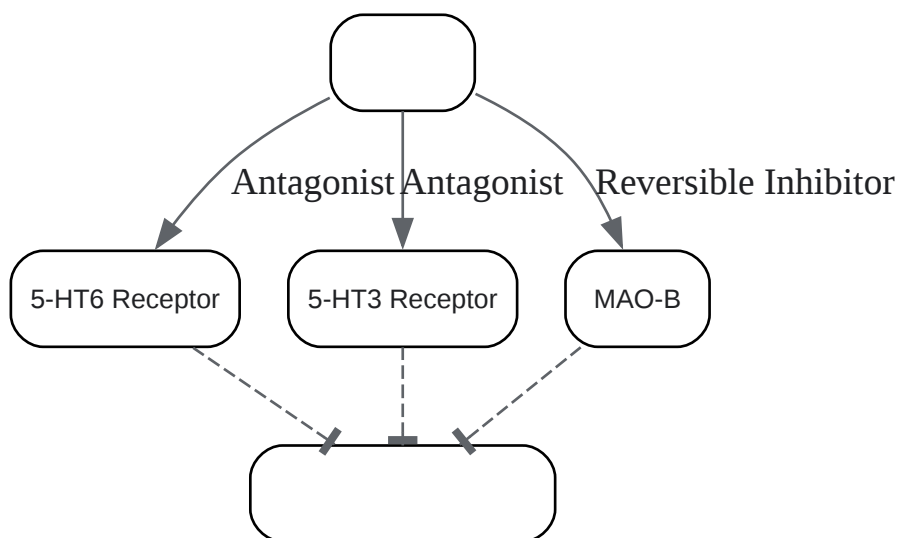 Antagonist
Antagonist
Reversible Inhibitor
5-HT6 Receptor
5-HT3 Receptor
MAO-B